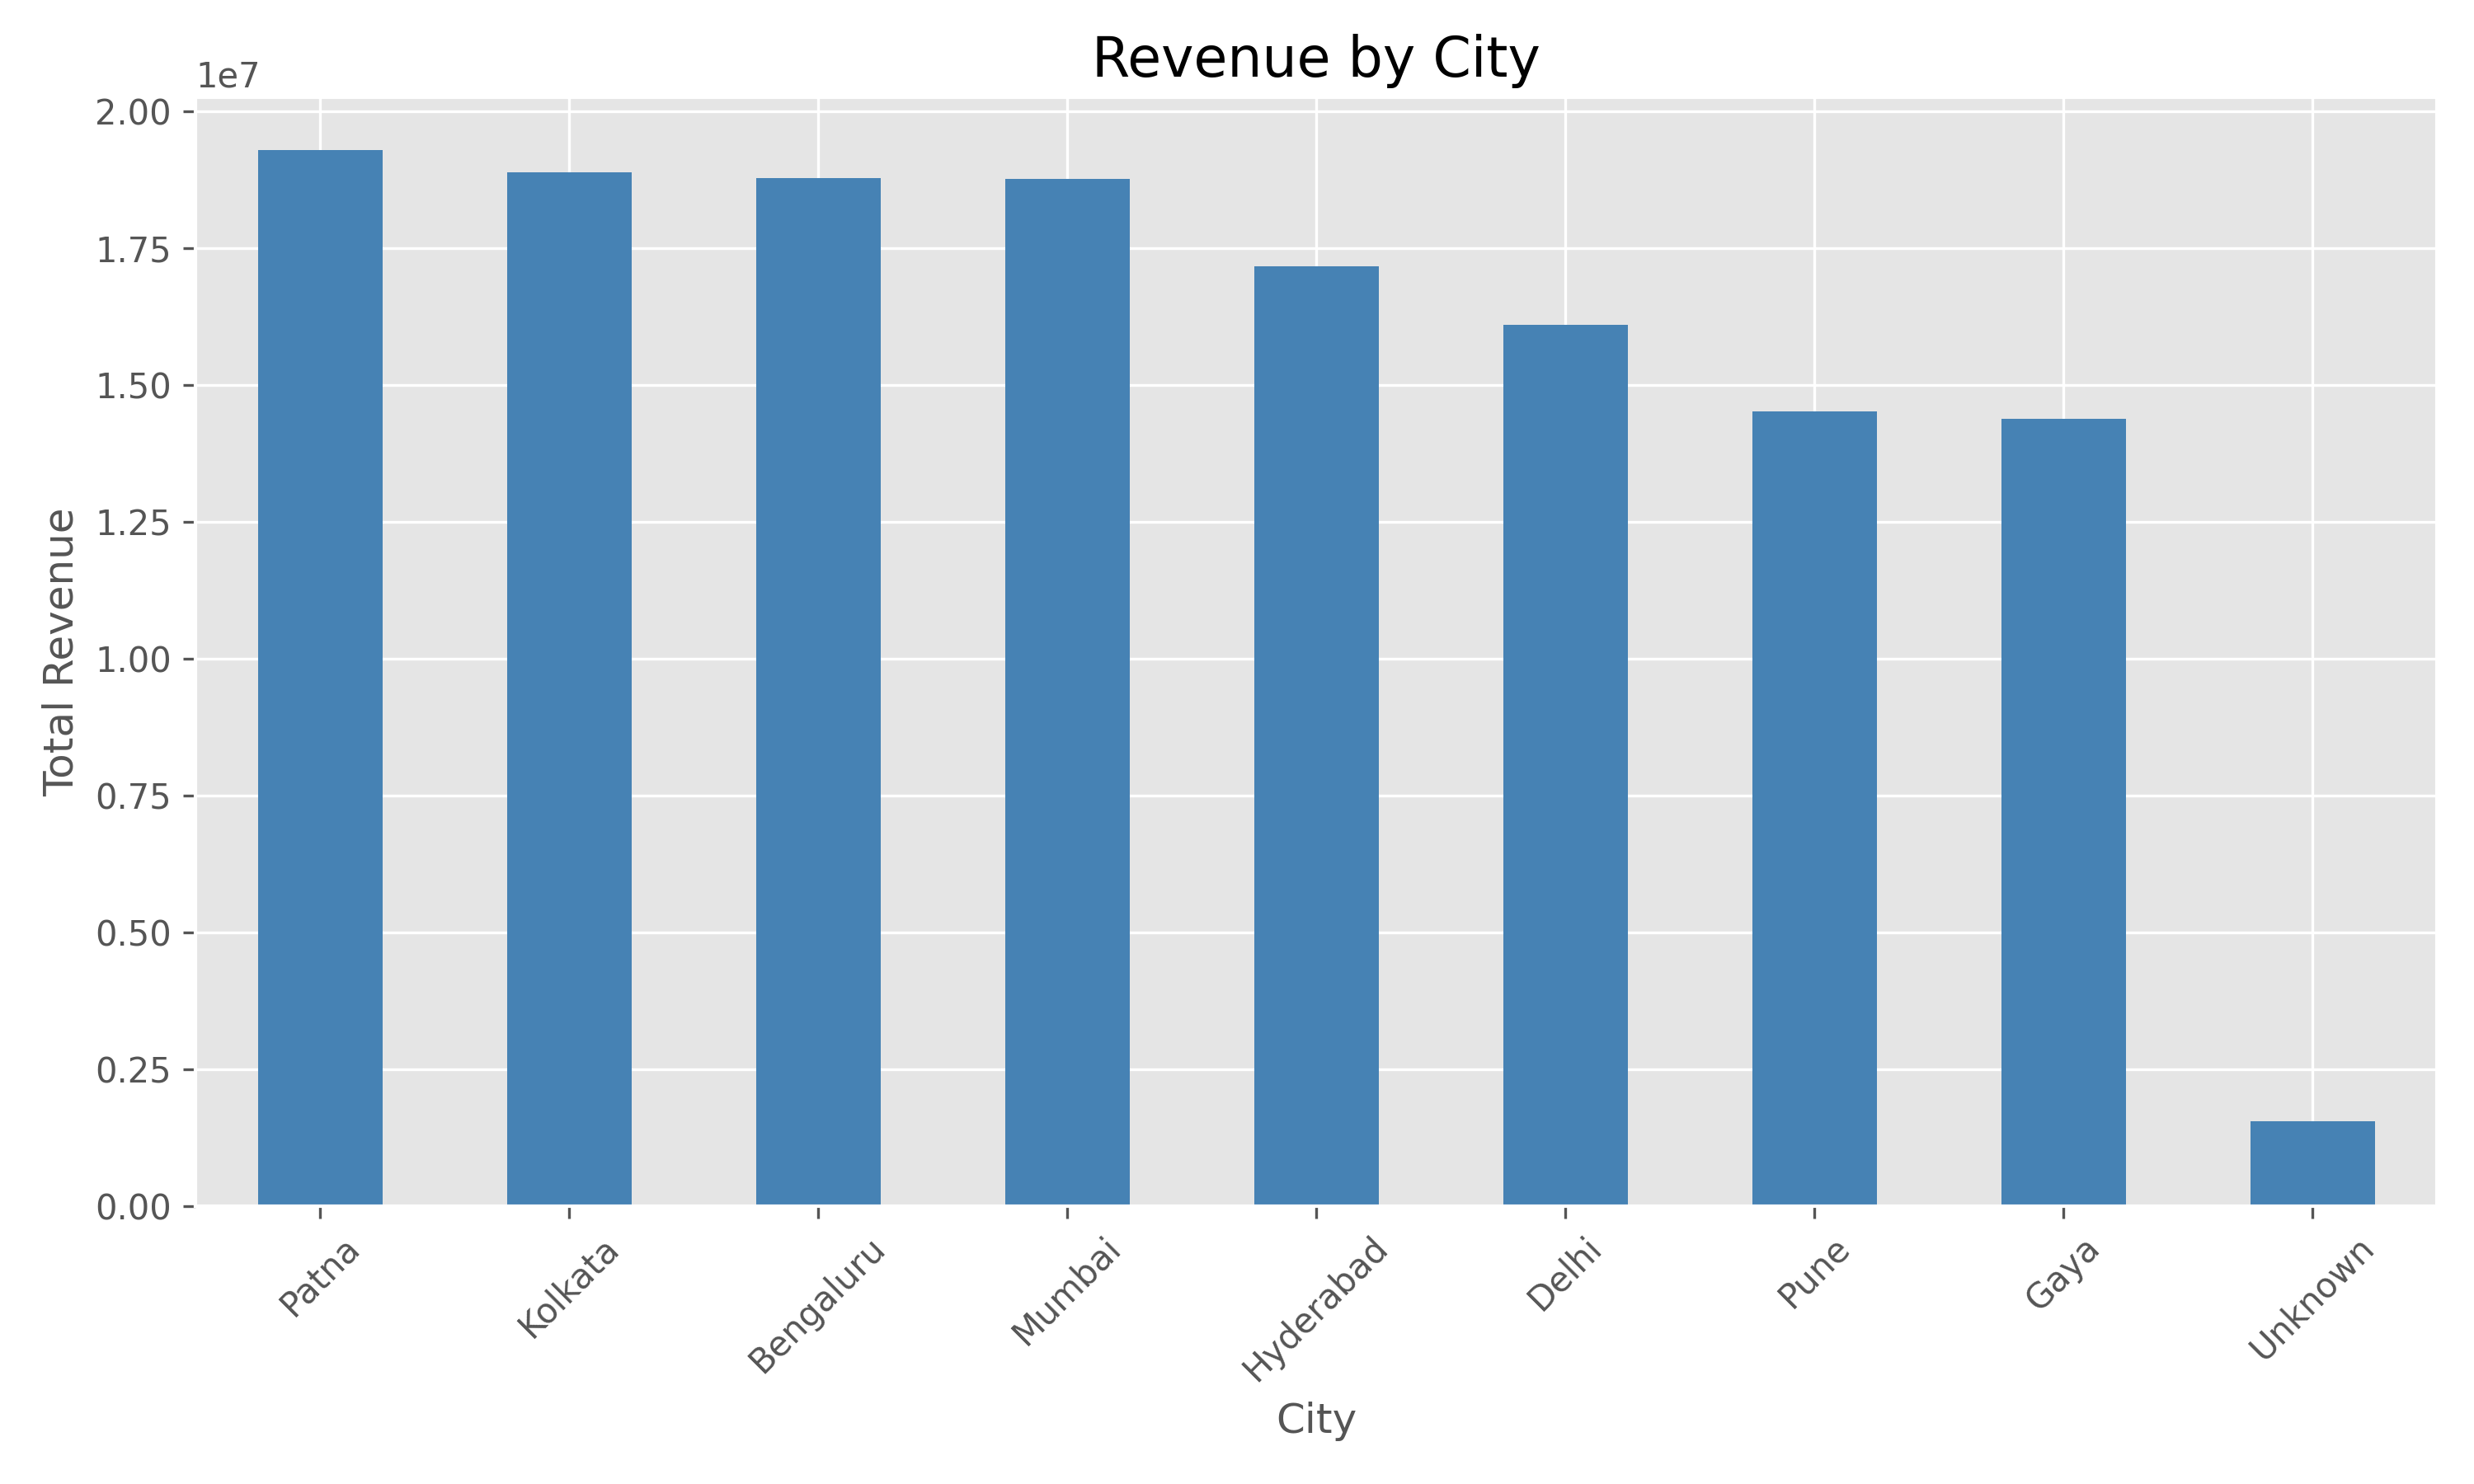 Revenue by City
1e7
2.00
1.75
1.50
1.25
1.00
0.75
0.50
0.25
0.00
Total Revenue
Patna
Kolkata
Bengaluru
Mumbai
Hyderabad
Delhi
Pune
Gaya
Unknown
City